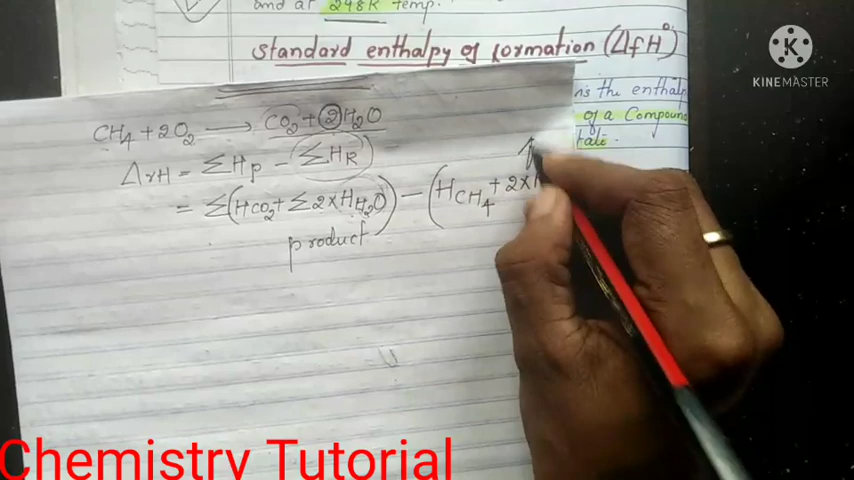 and at 298K temp.
standard enthalpy of formation (ΔfH°)
ns the enthalp
of a Compound
tate.
KINEMASTER
CH4 + 2O2 → CO2 + 2H2O
ΔrH = ΣHP - ΣHR
= Σ(HCO2 + Σ2×HH2O) - (HCH4 + 2×H
product
Chemistry Tutorial